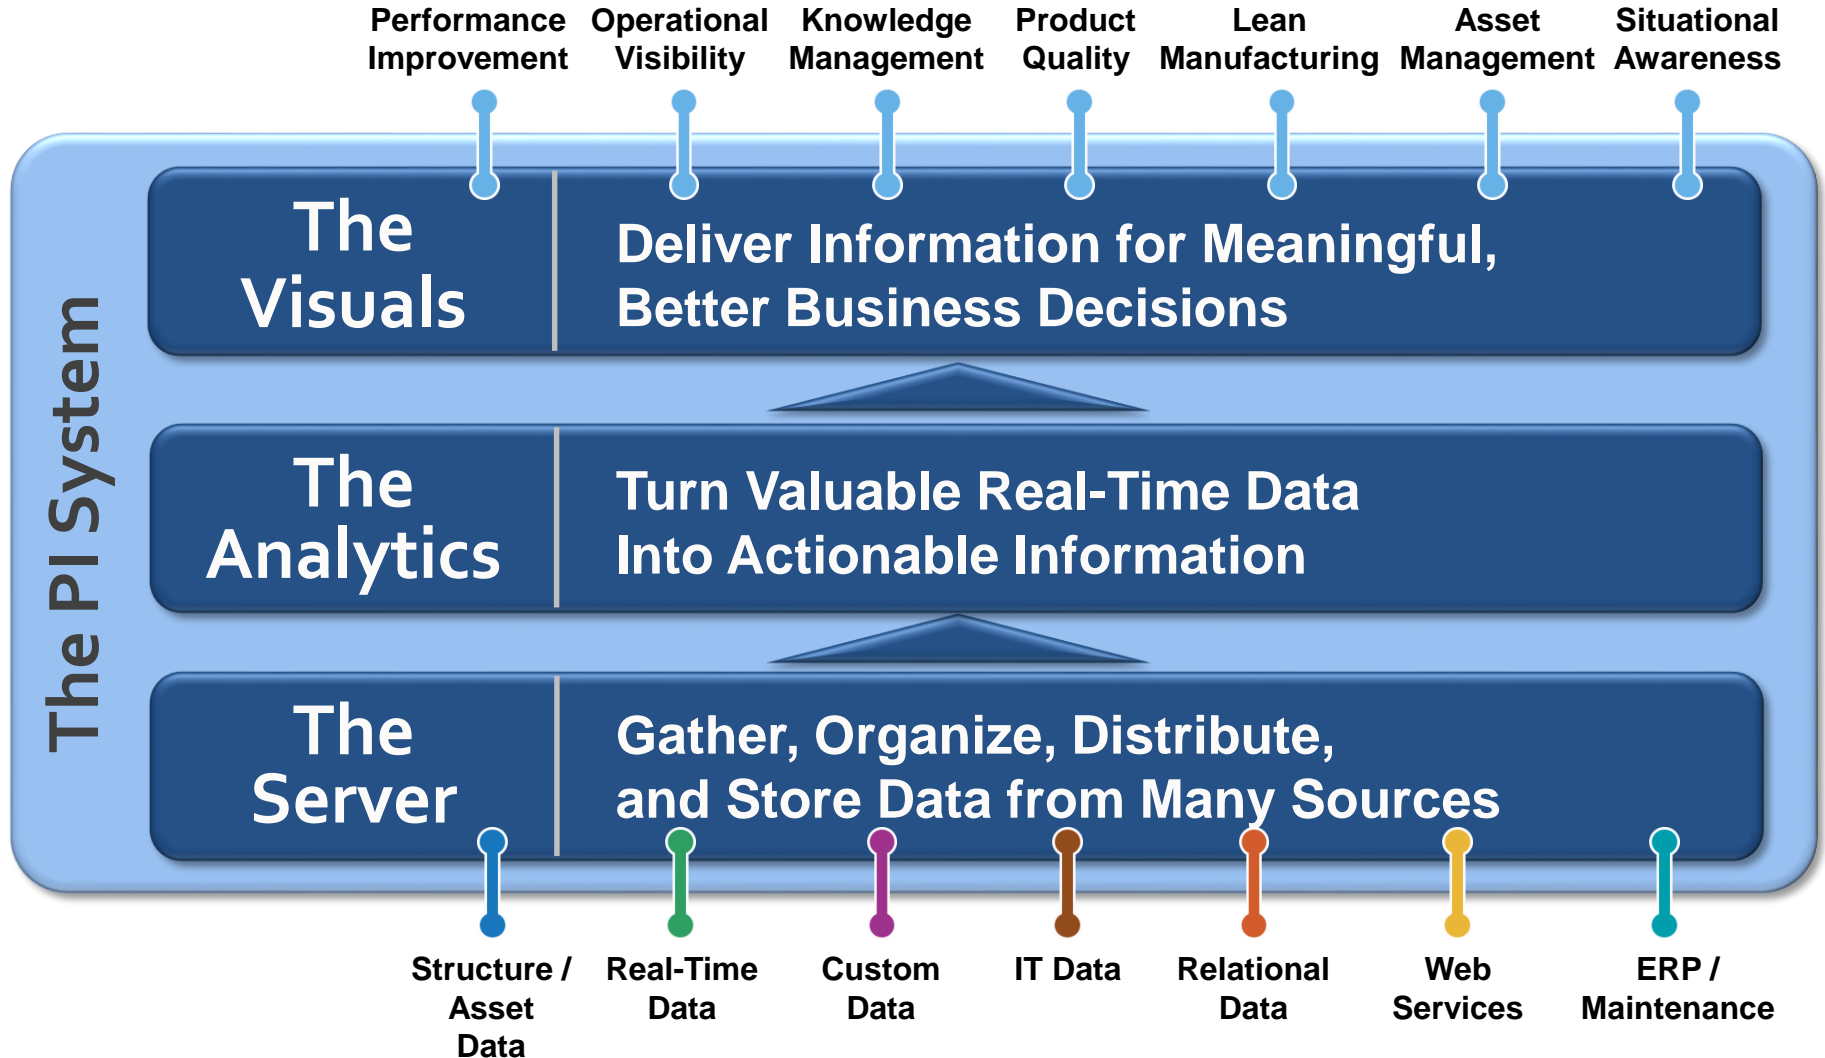 Performance
Improvement
Operational
Visibility
Knowledge
Management
Product
Quality
Lean
Manufacturing
Asset
Management
Situational
Awareness
The PI System
The
Visuals
Deliver Information for Meaningful,
Better Business Decisions
The
Analytics
Turn Valuable Real-Time Data
Into Actionable Information
The
Server
Gather, Organize, Distribute,
and Store Data from Many Sources
Structure /
Asset
Data
Real-Time
Data
Custom
Data
IT Data
Relational
Data
Web
Services
ERP /
Maintenance